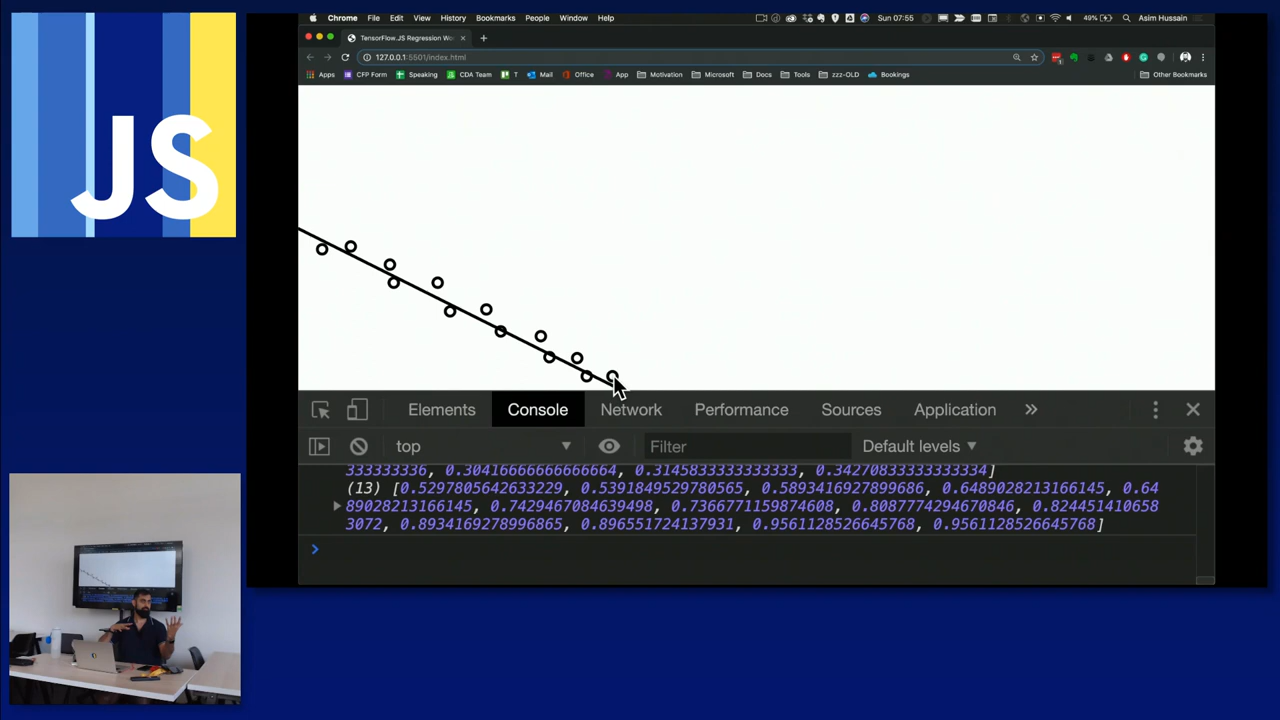 JS
Chrome File Edit View History Bookmarks People Window Help Sun 07:55 49% Asim Hussain
TensorFlow.JS Regression Wo
127.0.0.1:5501/index.html
Apps CFP Form Speaking CDA Team T Mail Office App Motivation Microsoft Docs Tools zzz-OLD Bookings Other Bookmarks
Elements Console Network Performance Sources Application »
top Filter Default levels
333333336, 0.30416666666666664, 0.3145833333333333, 0.34270833333333334]
(13) [0.5297805642633229, 0.5391849529780565, 0.5893416927899686, 0.6489028213166145, 0.64
89028213166145, 0.7429467084639498, 0.7366771159874608, 0.8087774294670846, 0.824451410658
3072, 0.8934169278996865, 0.896551724137931, 0.9561128526645768, 0.9561128526645768]